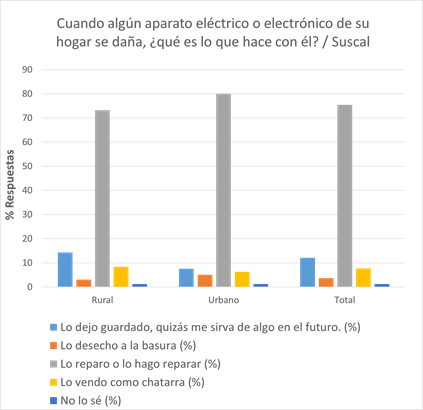 Cuando algún aparato eléctrico o electrónico de su
hogar se daña, ¿qué es lo que hace con él? / Suscal
% Respuestas
90
80
70
60
50
40
30
20
10
0
Rural Urbano Total
Lo dejo guardado, quizás me sirva de algo en el futuro. (%)
Lo desecho a la basura (%)
Lo reparo o lo hago reparar (%)
Lo vendo como chatarra (%)
No lo sé (%)